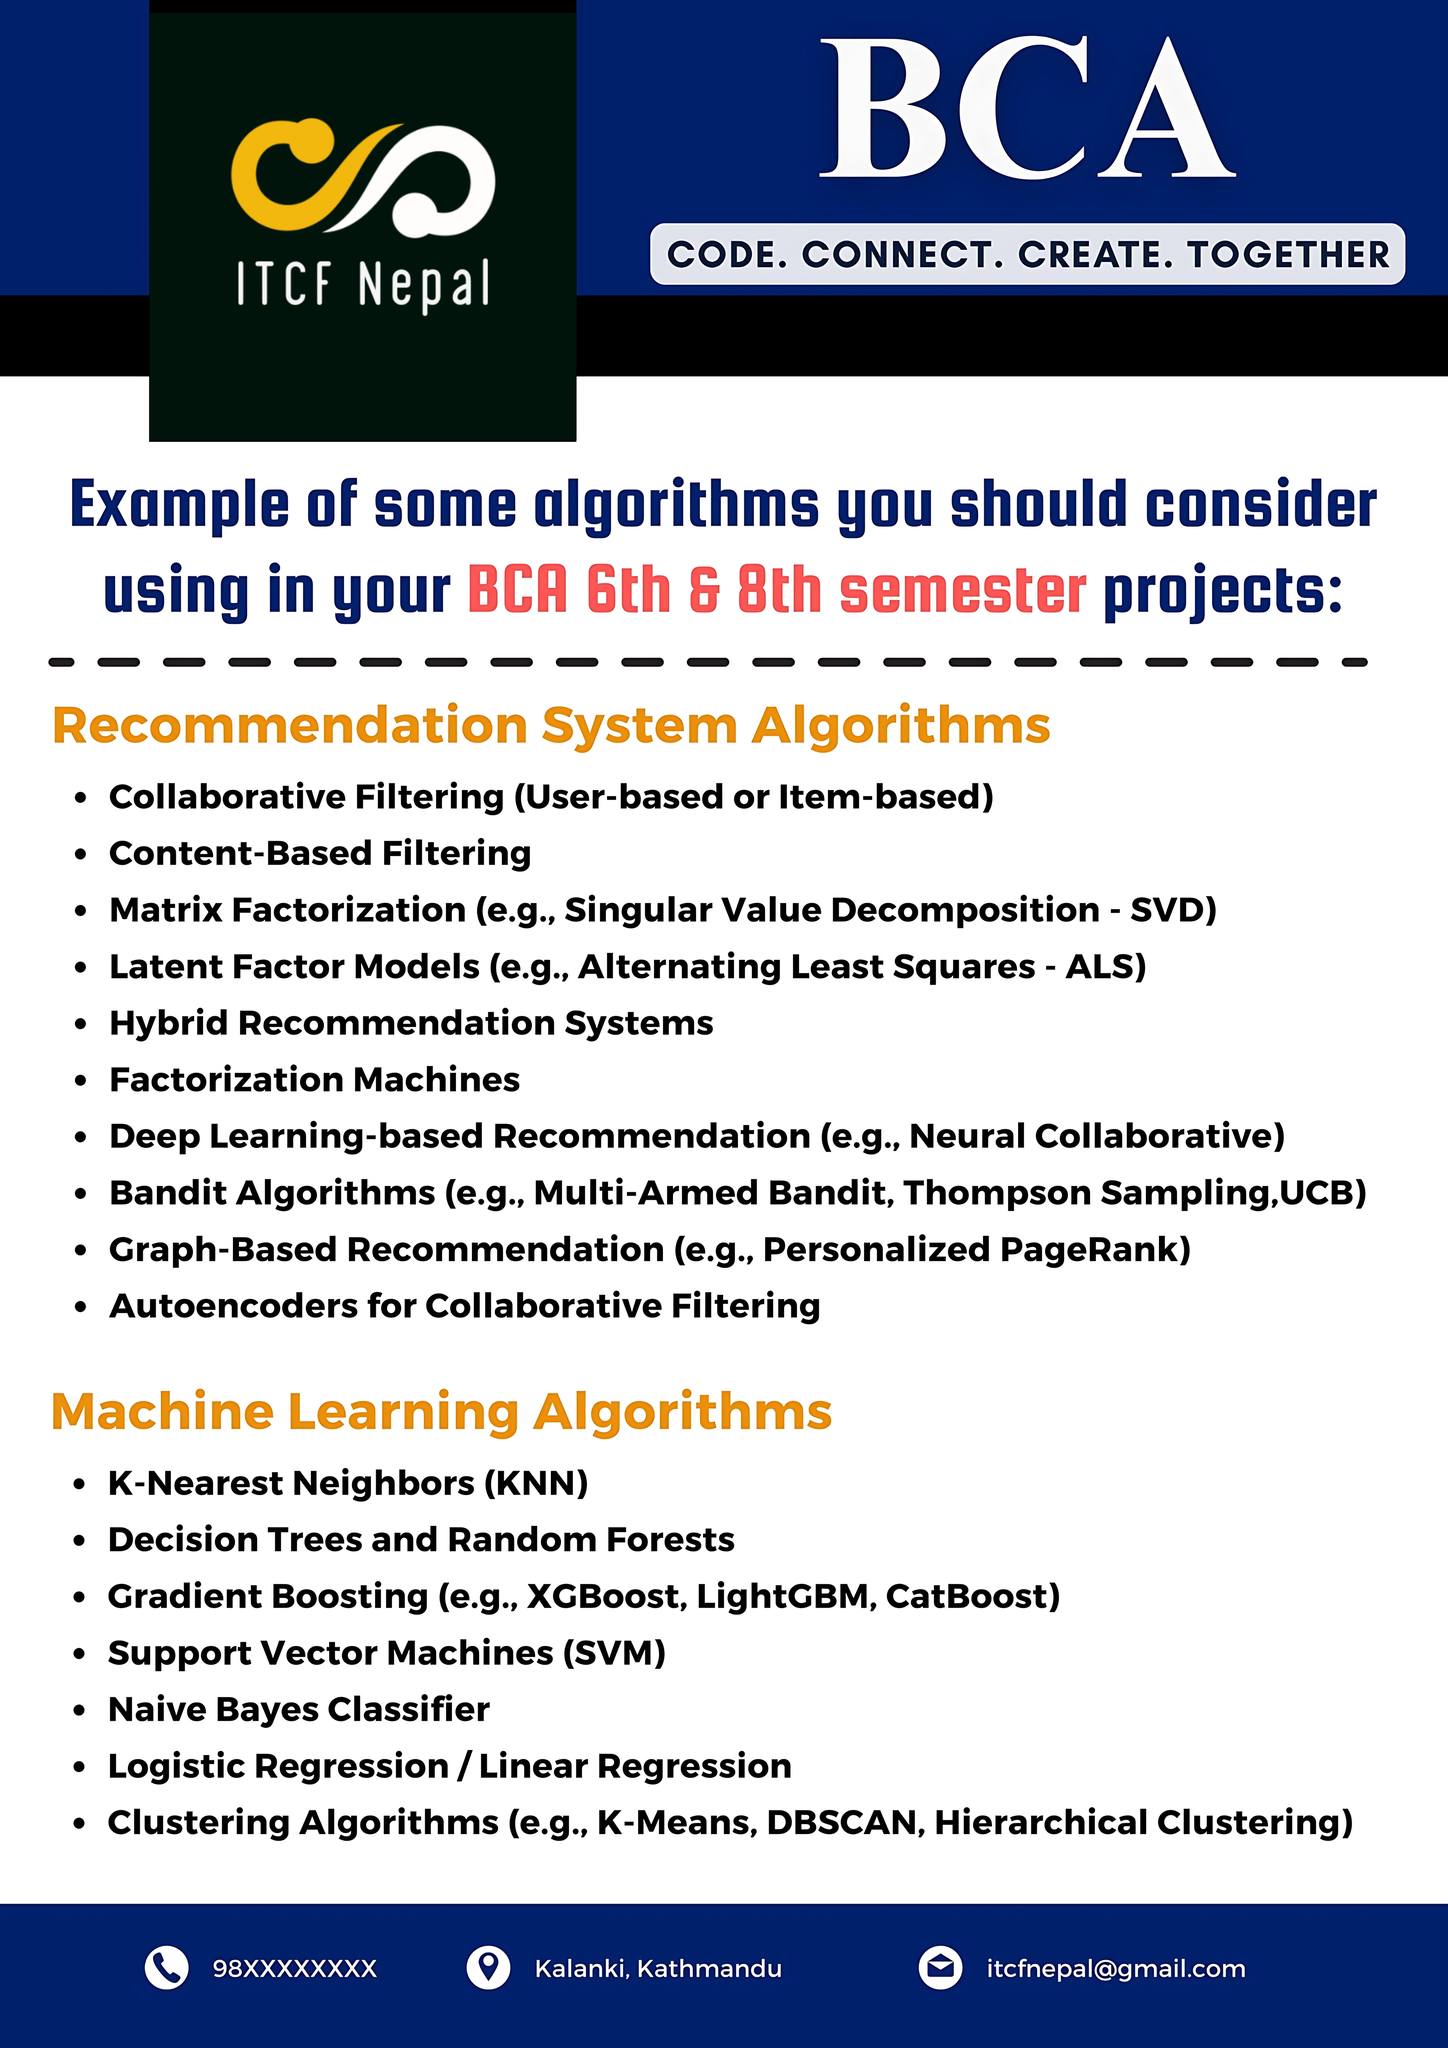 ITCF Nepal
BCA
CODE. CONNECT. CREATE. TOGETHER
Example of some algorithms you should consider
using in your BCA 6th & 8th semester projects:
Recommendation System Algorithms
• Collaborative Filtering (User-based or Item-based)
• Content-Based Filtering
• Matrix Factorization (e.g., Singular Value Decomposition - SVD)
• Latent Factor Models (e.g., Alternating Least Squares - ALS)
• Hybrid Recommendation Systems
• Factorization Machines
• Deep Learning-based Recommendation (e.g., Neural Collaborative)
• Bandit Algorithms (e.g., Multi-Armed Bandit, Thompson Sampling,UCB)
• Graph-Based Recommendation (e.g., Personalized PageRank)
• Autoencoders for Collaborative Filtering
Machine Learning Algorithms
• K-Nearest Neighbors (KNN)
• Decision Trees and Random Forests
• Gradient Boosting (e.g., XGBoost, LightGBM, CatBoost)
• Support Vector Machines (SVM)
• Naive Bayes Classifier
• Logistic Regression / Linear Regression
• Clustering Algorithms (e.g., K-Means, DBSCAN, Hierarchical Clustering)
98XXXXXXXX
Kalanki, Kathmandu
itcfnepal@gmail.com